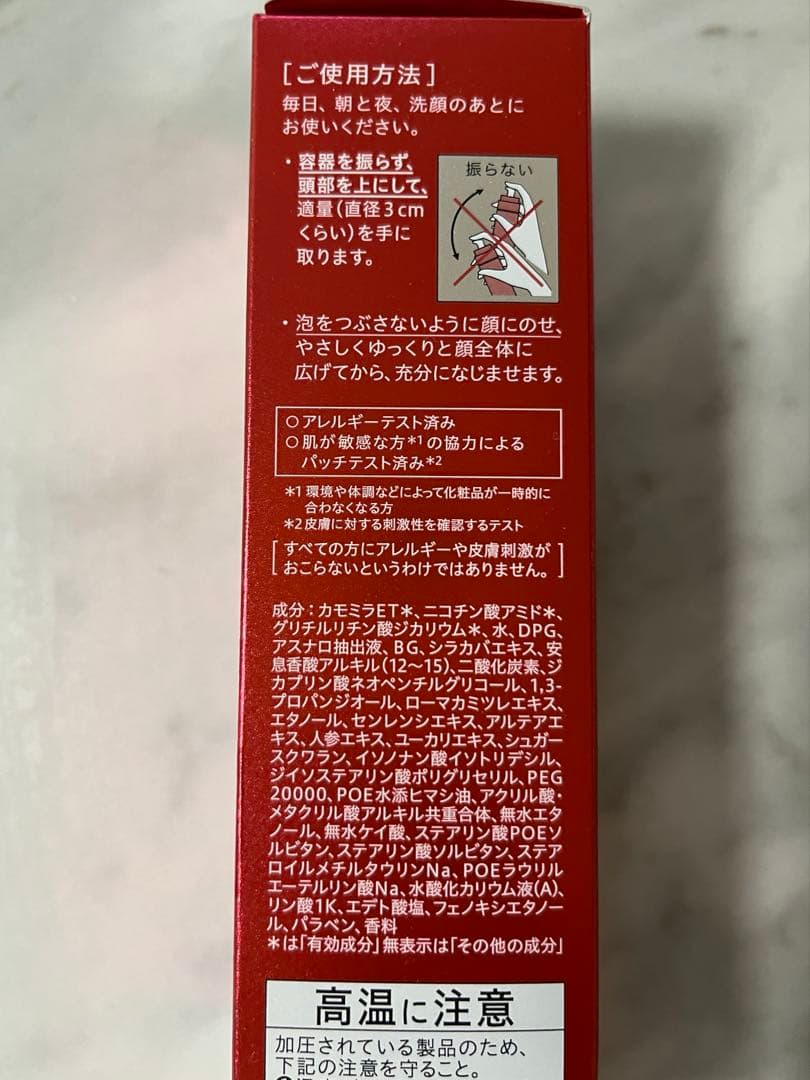 [ご使用方法]
毎日、朝と夜、洗顔のあとに
お使いください。
・容器を振らず、
頭部を上にして、
適量(直径3cm
くらい)を手に
取ります。
振らない
・泡をつぶさないように顔にのせ、
やさしくゆっくりと顔全体に
広げてから、充分になじませます。
○アレルギーテスト済み
○肌が敏感な方*1の協力による
パッチテスト済み*2
*1 環境や体調などによって化粧品が一時的に
合わなくなる方
*2 皮膚に対する刺激性を確認するテスト
[すべての方にアレルギーや皮膚刺激が
おこらないというわけではありません。]
成分：カモミラET*、ニコチン酸アミド*、
グリチルリチン酸ジカリウム*、水、DPG、
アスナロ抽出液、BG、シラカバエキス、安
息香酸アルキル(12〜15)、二酸化炭素、ジ
カプリン酸ネオペンチルグリコール、1,3-
プロパンジオール、ローマカミツレエキス、
エタノール、センレンシエキス、アルテアエ
キス、人参エキス、ユーカリエキス、シュガー
スクワラン、イソノナン酸イソトリデシル、
ジイソステアリン酸ポリグリセリル、PEG
20000、POE水添ヒマシ油、アクリル酸・
メタクリル酸アルキル共重合体、無水エタ
ノール、無水ケイ酸、ステアリン酸POEソ
ルビタン、ステアリン酸ソルビタン、ステア
ロイルメチルタウリンNa、POEラウリル
エーテルリン酸Na、水酸化カリウム液(A)、
リン酸1K、エデト酸塩、フェノキシエタノー
ル、パラベン、香料
*は「有効成分」無表示は「その他の成分」
高温に注意
加圧されている製品のため、
下記の注意を守ること。